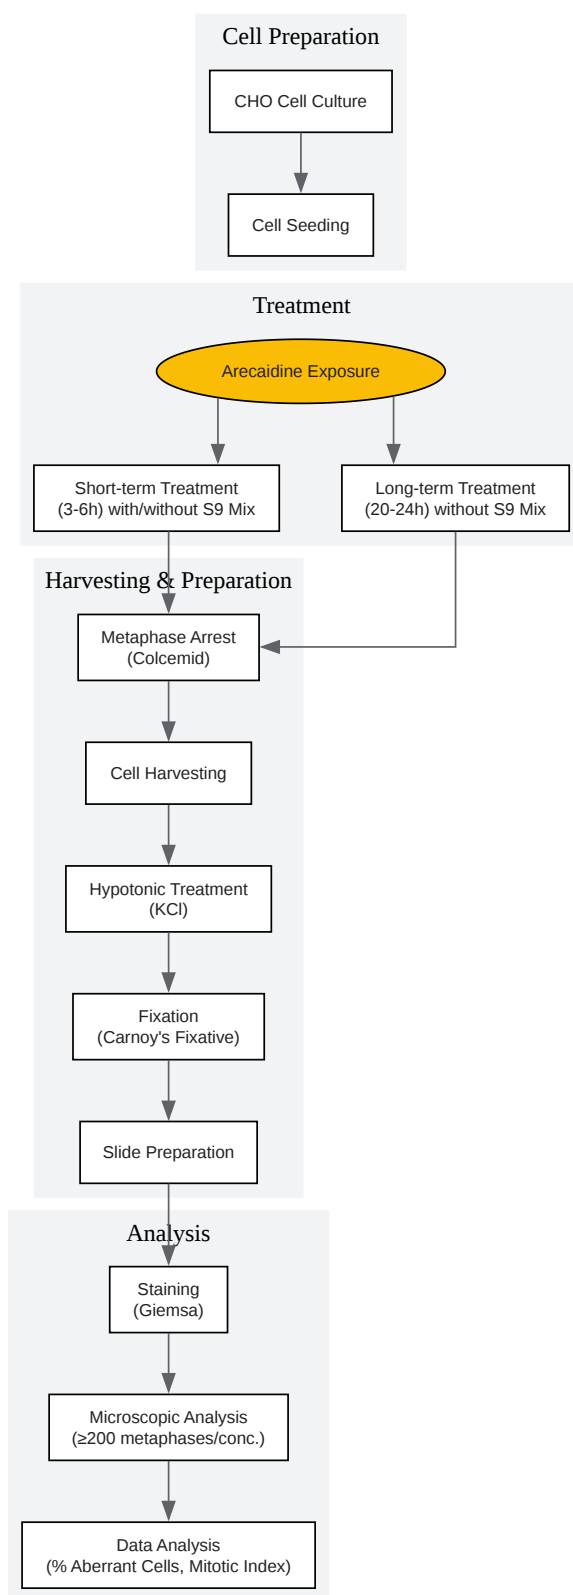 Cell Preparation
CHO Cell Culture
Cell Seeding
Treatment
Arecaidine Exposure
Short-term Treatment
(3-6h) with/without S9 Mix
Long-term Treatment
(20-24h) without S9 Mix
Harvesting & Preparation
Metaphase Arrest
(Colcemid)
Cell Harvesting
Hypotonic Treatment
(KCl)
Fixation
(Carnoy's Fixative)
Slide Preparation
Analysis
Staining
(Giemsa)
Microscopic Analysis
(≥200 metaphases/conc.)
Data Analysis
(% Aberrant Cells, Mitotic Index)